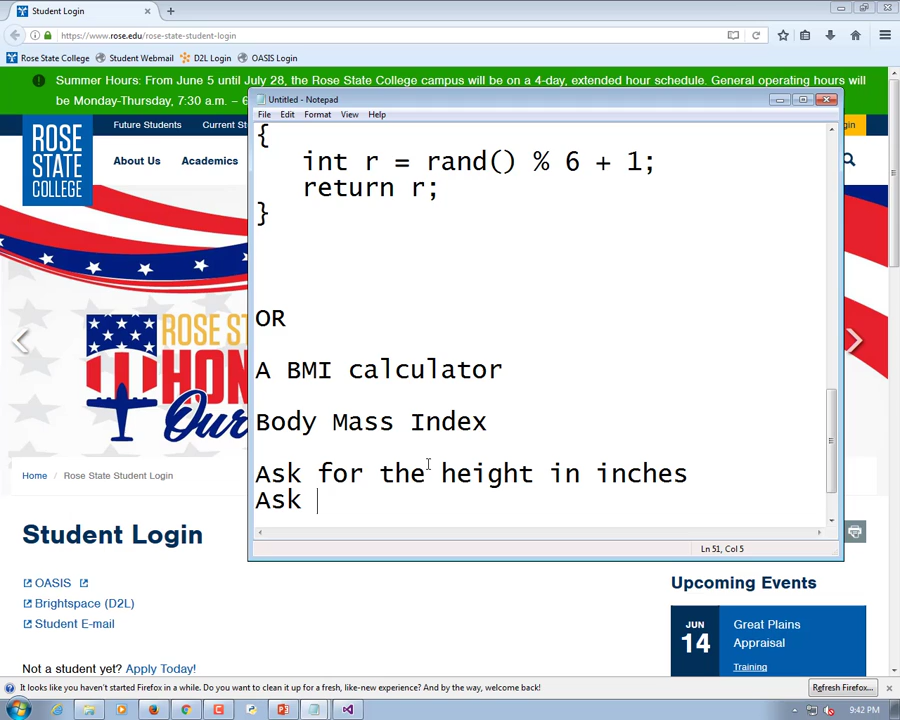 Student Login
https://www.rose.edu/rose-state-student-login
Rose State College Student Webmail D2L Login OASIS Login
Summer Hours: From June 5 until July 28, the Rose State College campus will be on a 4-day, extended hour schedule. General operating hours will
be Monday-Thursday, 7:30 a.m. – 6
Future Students
ROSE
STATE
COLLEGE
About Us Academics
Untitled - Notepad
File Edit Format View Help
{
int r = rand() % 6 + 1;
return r;
}
OR
A BMI calculator
Body Mass Index
Ask for the height in inches
Ask
Ln 51, Col 5
Home Rose State Student Login
Student Login
OASIS
Brightspace (D2L)
Student E-mail
Not a student yet? Apply Today!
Upcoming Events
JUN
14
Great Plains
Appraisal
Training
It looks like you haven't started Firefox in a while. Do you want to clean it up for a fresh, like-new experience? And by the way, welcome back!
Refresh Firefox...
9:42 PM